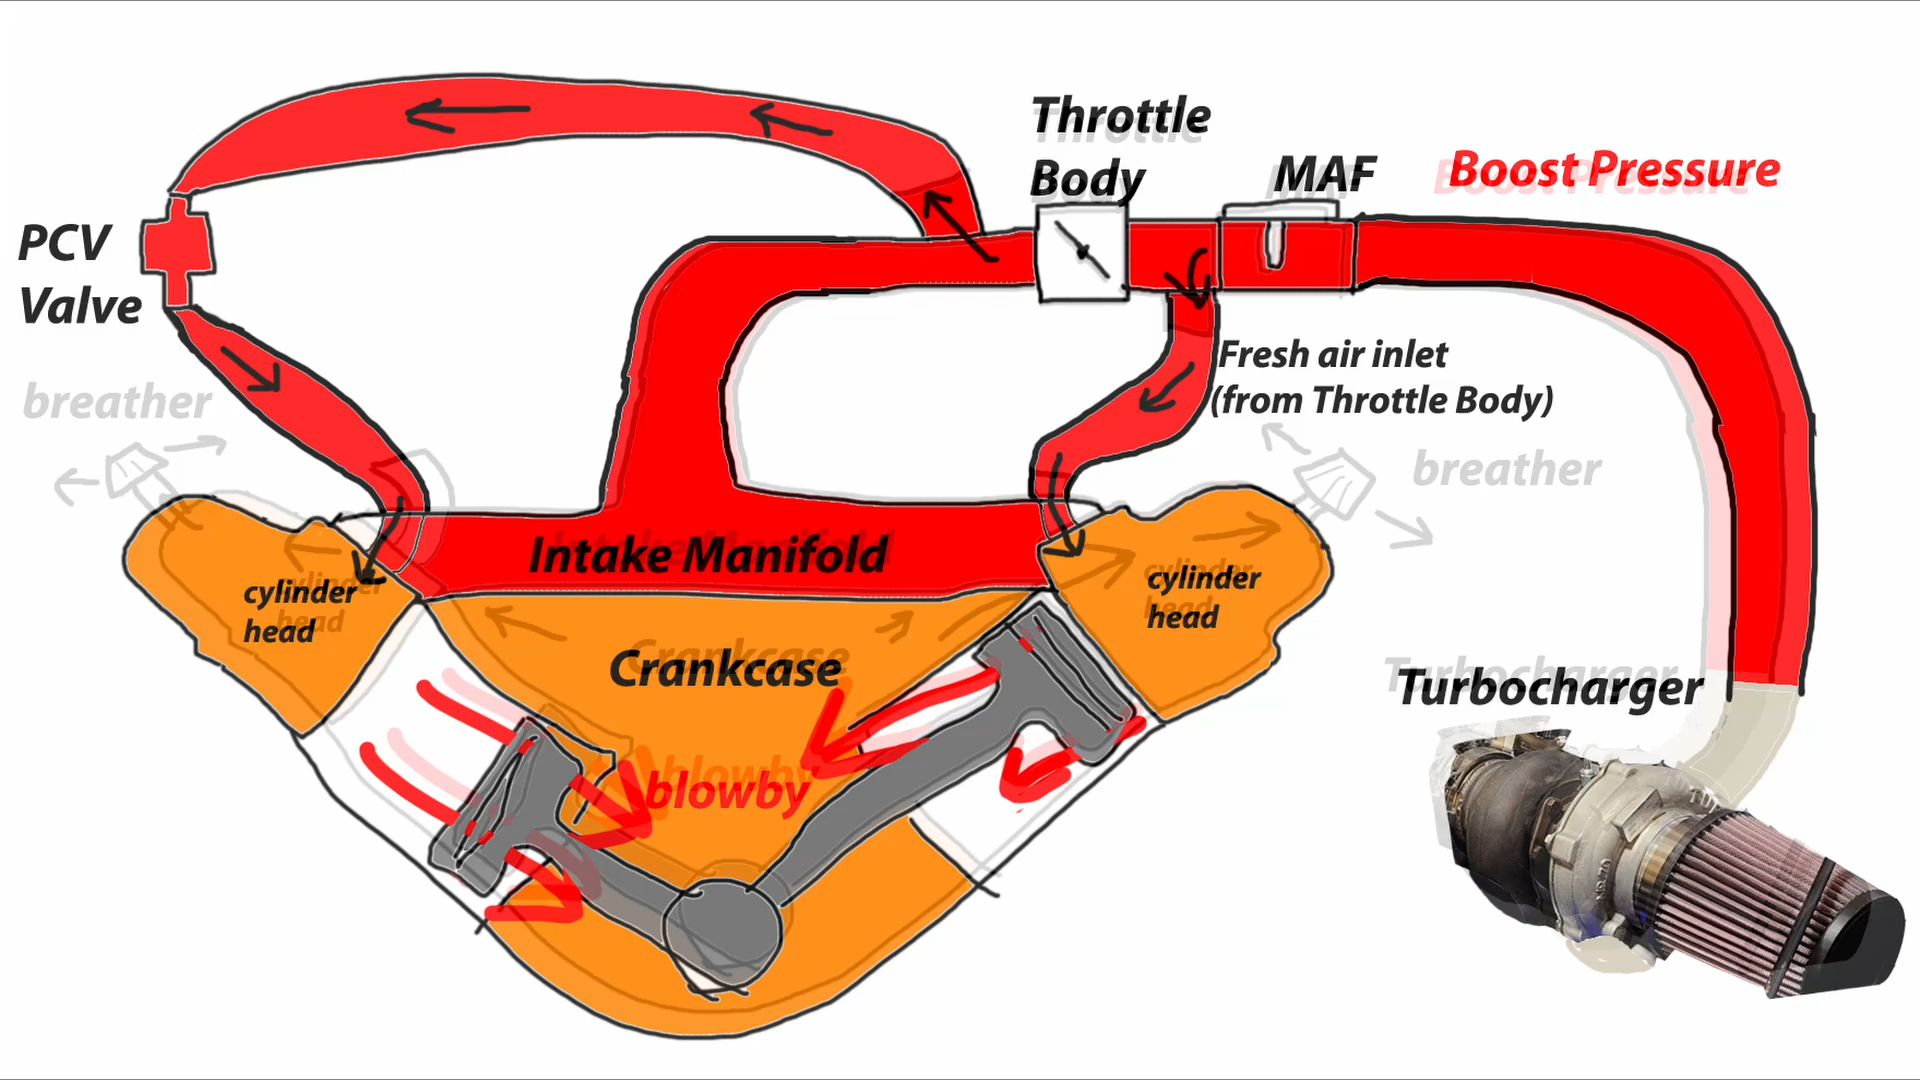 Throttle
Body
MAF
Boost Pressure
PCV
Valve
Fresh air inlet
(from Throttle Body)
breather
breather
Intake Manifold
cylinder
head
cylinder
head
Crankcase
Turbocharger
blowby